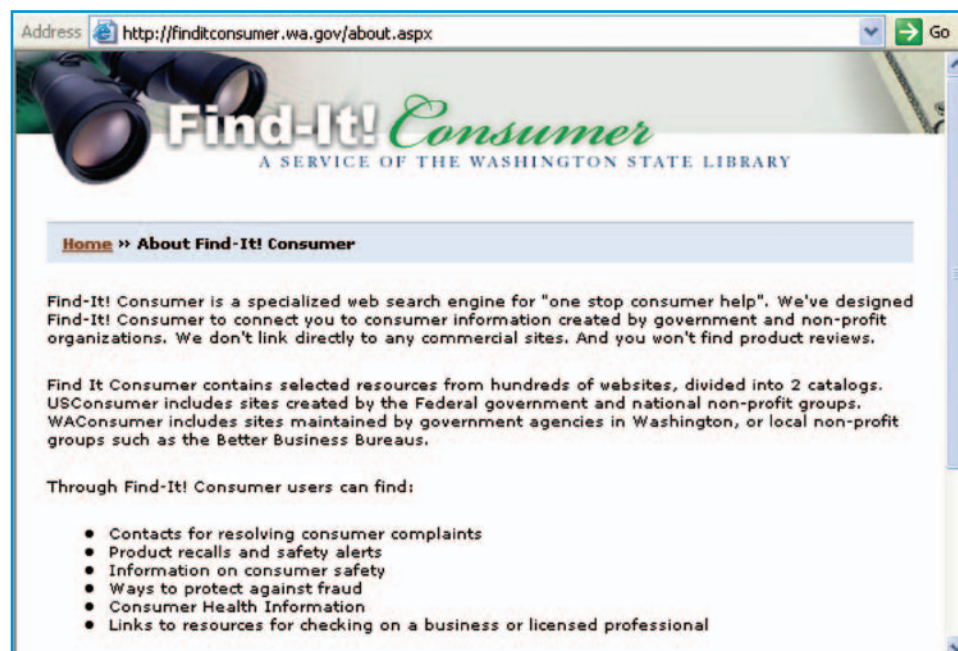 Address http://finditconsumer.wa.gov/about.aspx Go
Find-It! Consumer
A SERVICE OF THE WASHINGTON STATE LIBRARY
Home » About Find-It! Consumer
Find-It! Consumer is a specialized web search engine for "one stop consumer help". We've designed
Find-It! Consumer to connect you to consumer information created by government and non-profit
organizations. We don't link directly to any commercial sites. And you won't find product reviews.
Find It Consumer contains selected resources from hundreds of websites, divided into 2 catalogs.
USConsumer includes sites created by the Federal government and national non-profit groups.
WAConsumer includes sites maintained by government agencies in Washington, or local non-profit
groups such as the Better Business Bureaus.
Through Find-It! Consumer users can find:
• Contacts for resolving consumer complaints
• Product recalls and safety alerts
• Information on consumer safety
• Ways to protect against fraud
• Consumer Health Information
• Links to resources for checking on a business or licensed professional